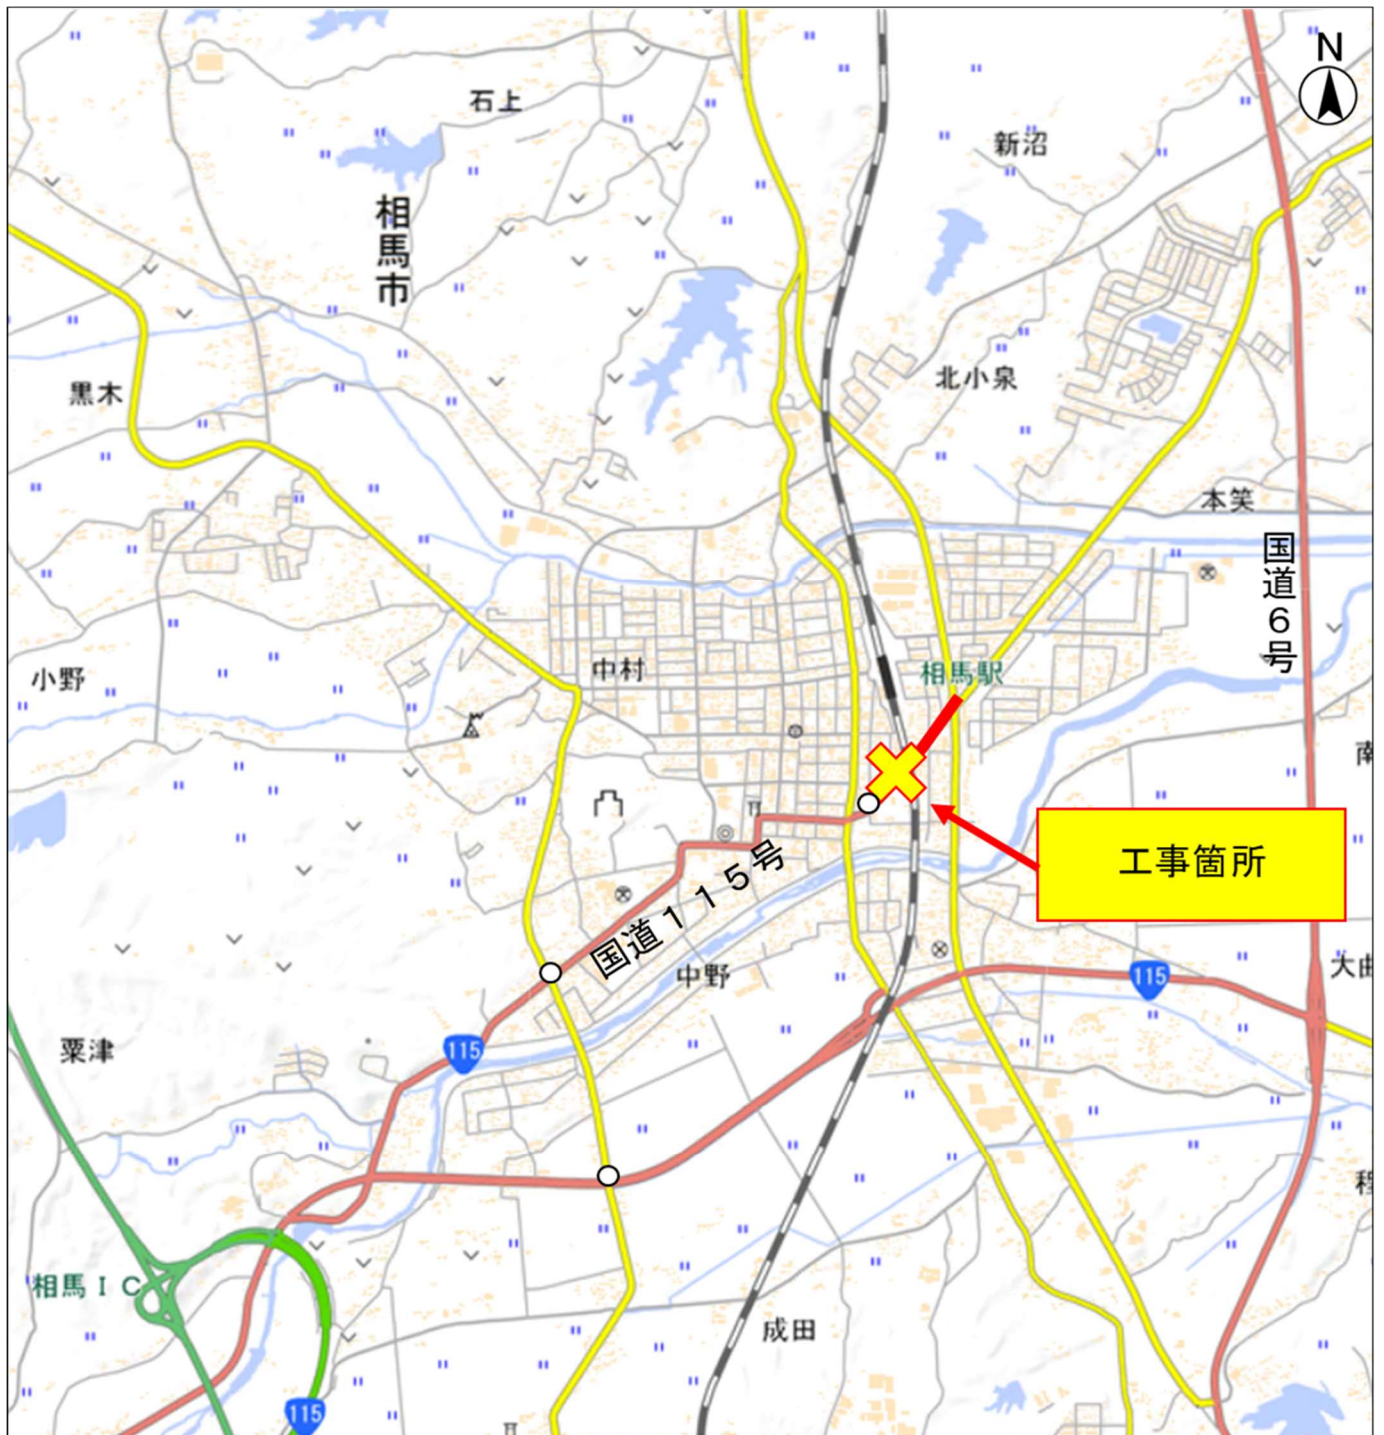 N
石上
新沼
相馬市
黒木
北小泉
本笑
国道6号
小野
中村
相馬駅
南
工事箇所
国道115号
中野
大曲
115
粟津
115
程
相馬IC
成田
115